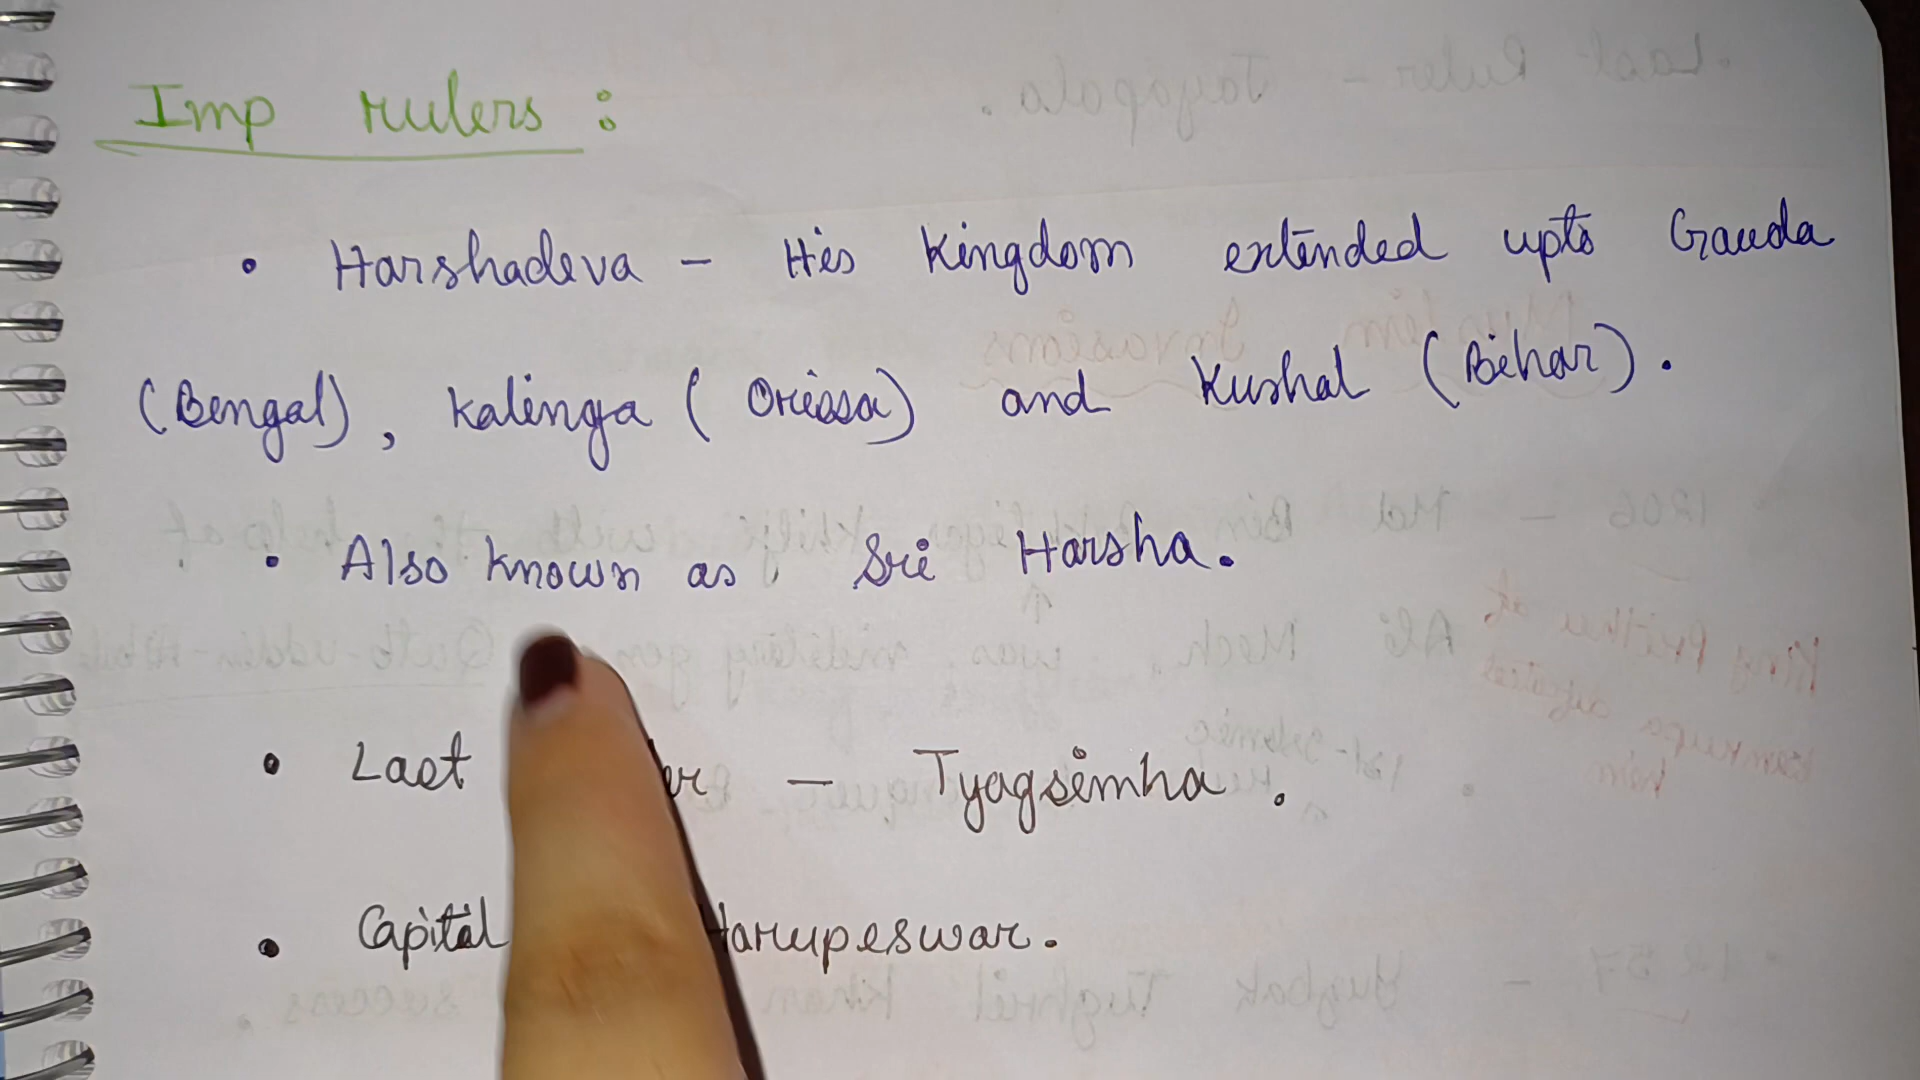 Imp rulers :
• Harshadeva - His Kingdom extended upto Gauda
(Bengal), Kalinga (Orissa) and Kushal (Bihar).
• Also known as Sri Harsha.
• Last - Tyagsimha.
• Capital Harupeswar.